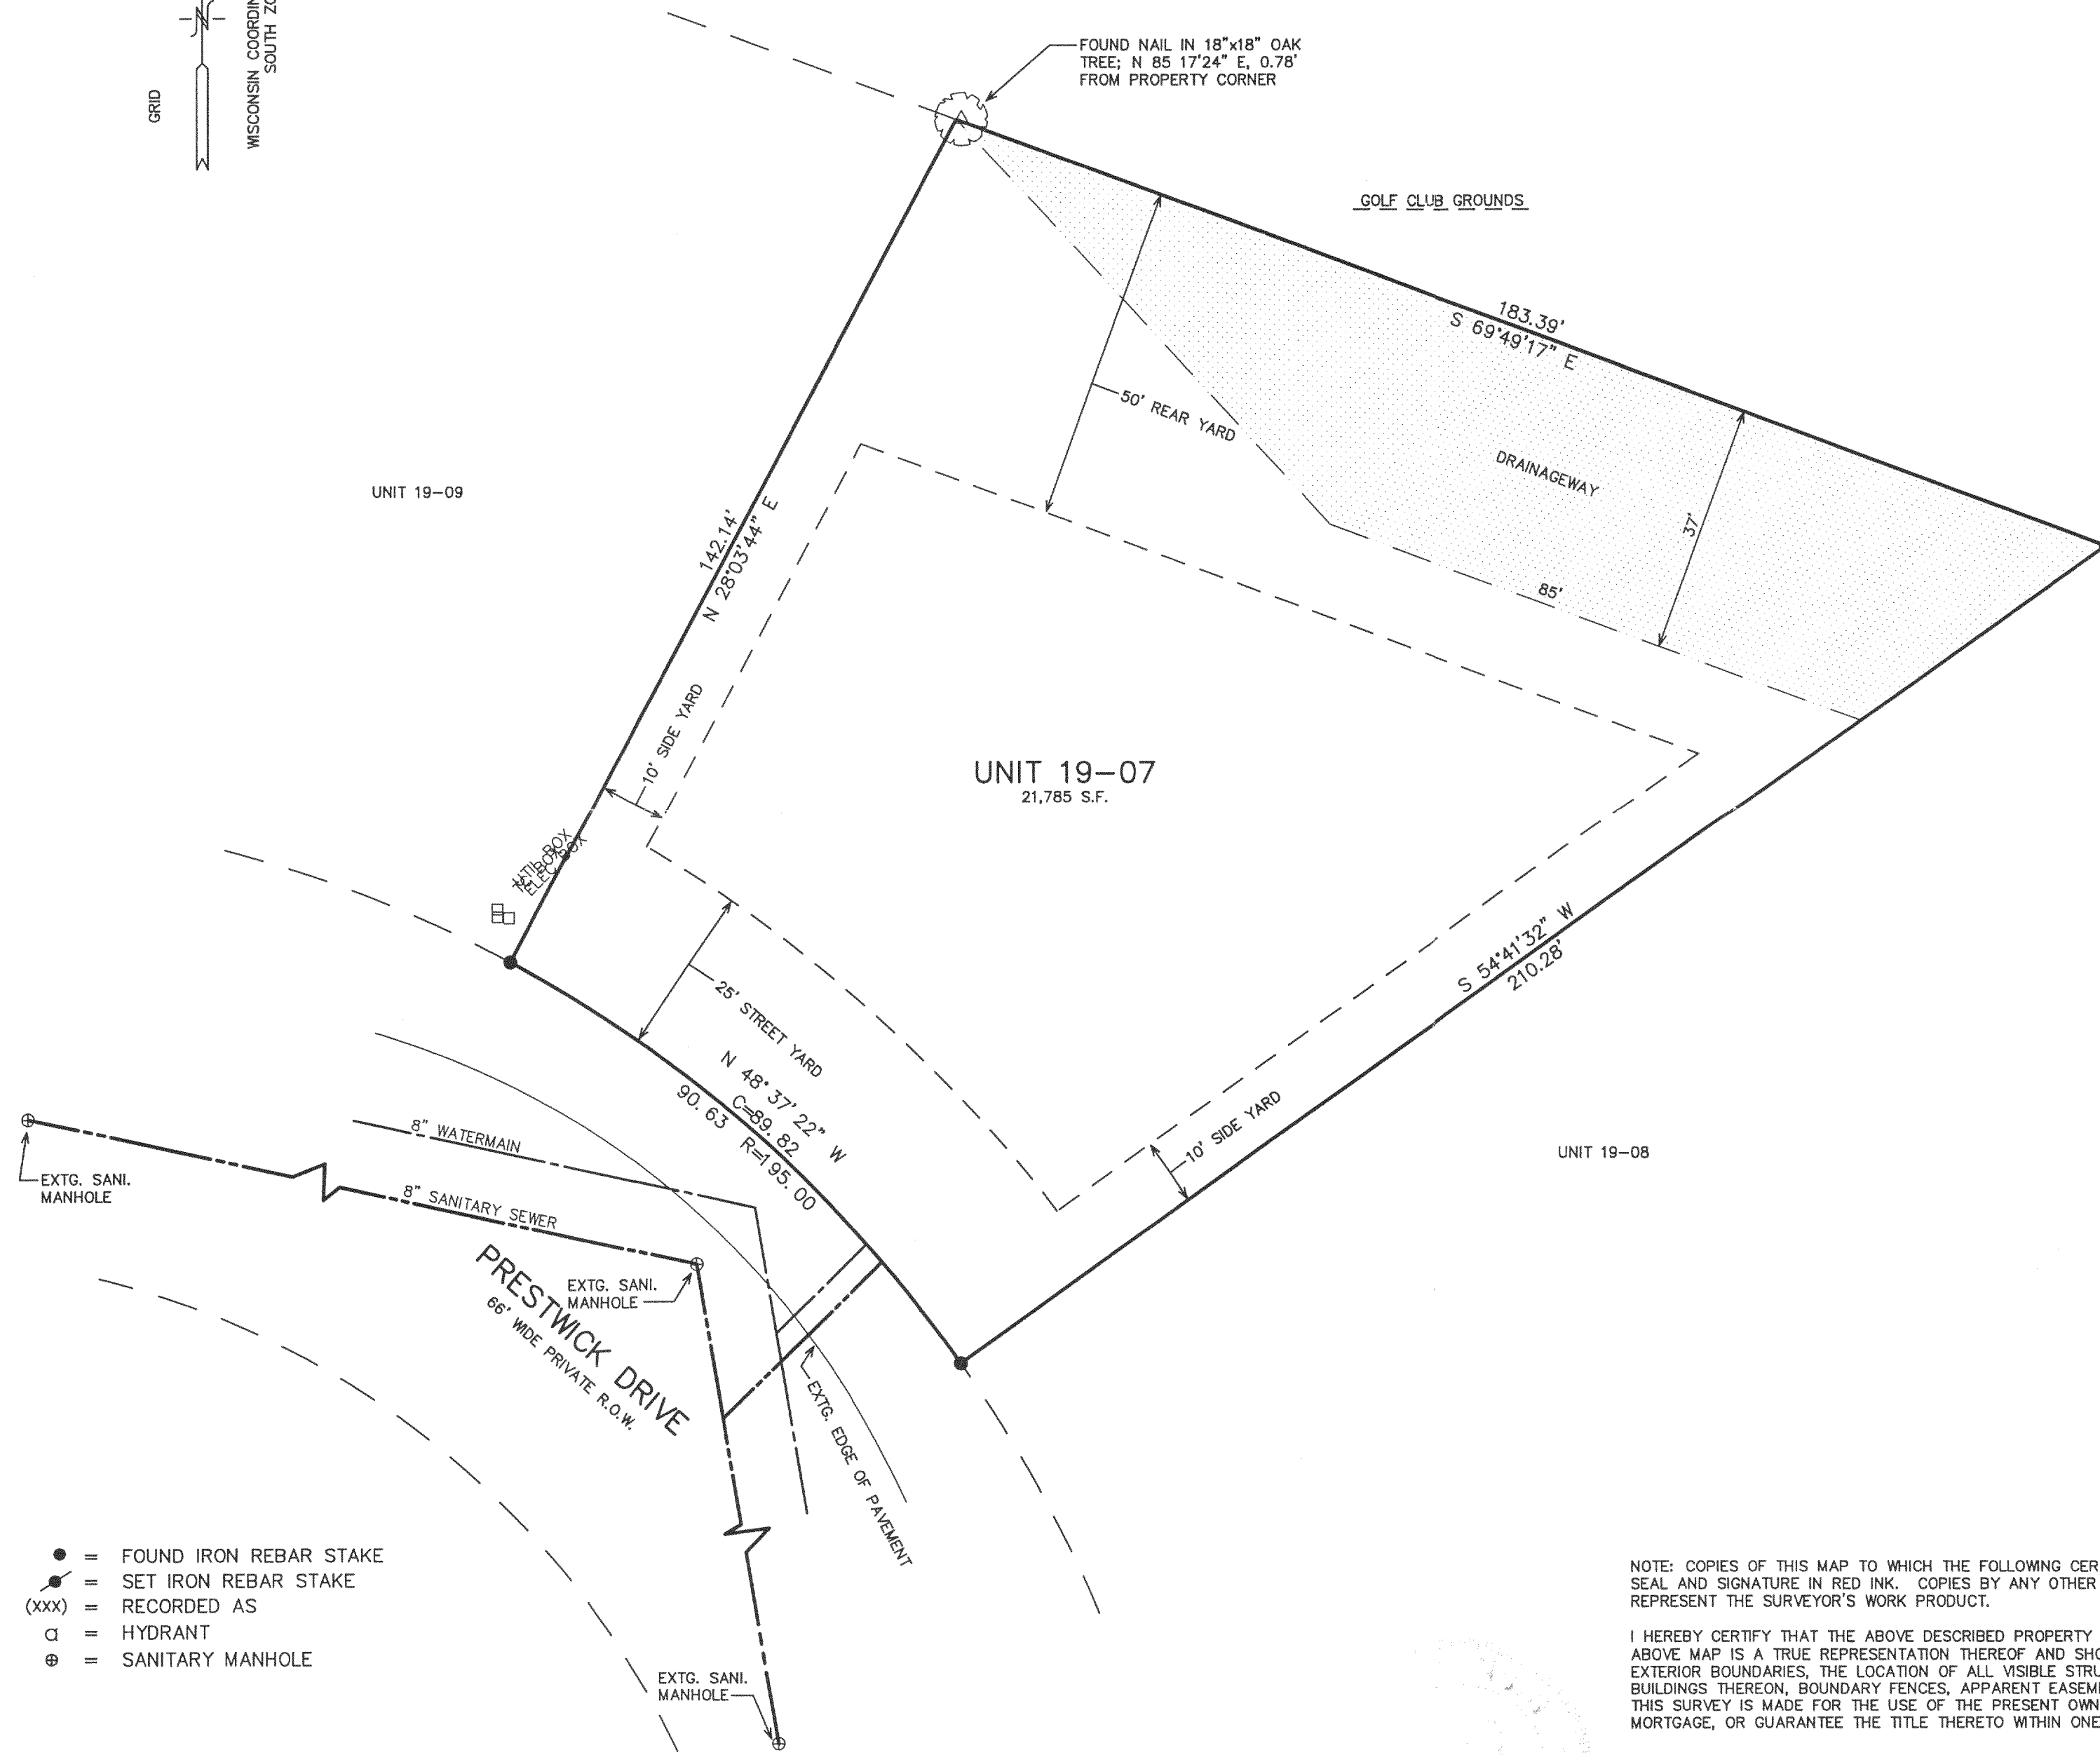 GRID
WISCONSIN COORDIN
SOUTH ZO
N
FOUND NAIL IN 18"x18" OAK
TREE; N 85 17'24" E, 0.78'
FROM PROPERTY CORNER
GOLF CLUB GROUNDS
183.39'
S 69°49'17" E
50' REAR YARD
DRAINAGEWAY
37'
85'
UNIT 19-09
142.14'
N 28°03'44" E
10' SIDE YARD
UNIT 19-07
21,785 S.F.
UTIL BOX
ELEC BOX
S 54°41'32" W
210.28'
25' STREET YARD
N 48° 37' 22" W
C=89.82
90.63 R=195.00
10' SIDE YARD
UNIT 19-08
8" WATERMAIN
EXTG. SANI.
MANHOLE
8" SANITARY SEWER
EXTG. SANI.
MANHOLE
PRESTWICK DRIVE
66' WIDE PRIVATE R.O.W.
EXTG. EDGE OF PAVEMENT
EXTG. SANI.
MANHOLE
● = FOUND IRON REBAR STAKE
= SET IRON REBAR STAKE
(XXX) = RECORDED AS
= HYDRANT
⊕ = SANITARY MANHOLE
NOTE: COPIES OF THIS MAP TO WHICH THE FOLLOWING CER
SEAL AND SIGNATURE IN RED INK. COPIES BY ANY OTHER
REPRESENT THE SURVEYOR'S WORK PRODUCT.
I HEREBY CERTIFY THAT THE ABOVE DESCRIBED PROPERTY
ABOVE MAP IS A TRUE REPRESENTATION THEREOF AND SHO
EXTERIOR BOUNDARIES, THE LOCATION OF ALL VISIBLE STRU
BUILDINGS THEREON, BOUNDARY FENCES, APPARENT EASEM
THIS SURVEY IS MADE FOR THE USE OF THE PRESENT OWN
MORTGAGE, OR GUARANTEE THE TITLE THERETO WITHIN ONE